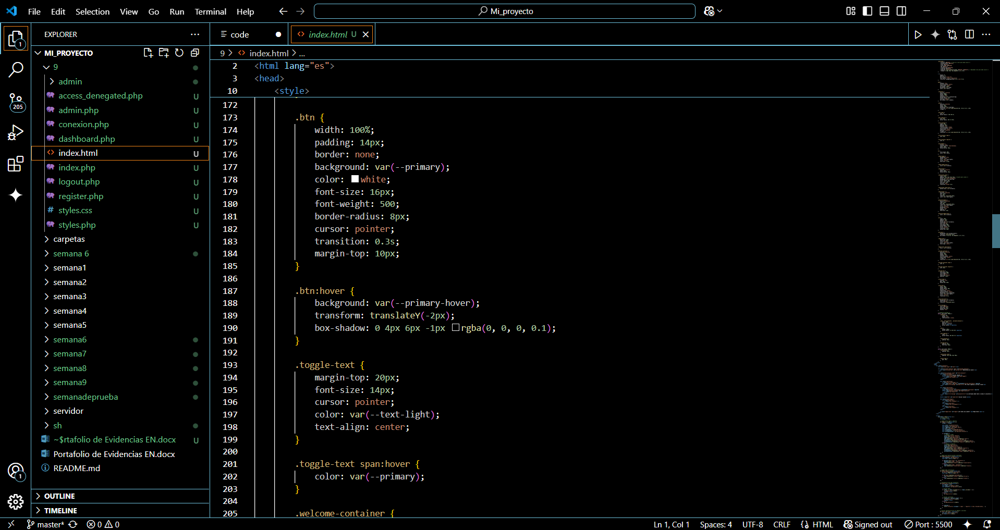 File Edit Selection View Go Run Terminal Help
Mi_proyecto
EXPLORER
code
index.html U
1
MI_PROYECTO
9 > index.html > ...
9
admin
access_denegated.php U
205
admin.php U
conexion.php U
dashboard.php U
index.html U
index.php U
logout.php U
register.php U
styles.css U
styles.php U
carpetas
semana 6
semana1
semana2
semana3
semana4
semana5
semana6
semana7
semana8
semana9
semanadeprueba
servidor
sh
~$rtafolio de Evidencias EN.docx U
Portafolio de Evidencias EN.docx
README.md
1
OUTLINE
TIMELINE
2 <html lang="es">
3 <head>
10 <style>
172
173 .btn {
174 width: 100%;
175 padding: 14px;
176 border: none;
177 background: var(--primary);
178 color: white;
179 font-size: 16px;
180 font-weight: 500;
181 border-radius: 8px;
182 cursor: pointer;
183 transition: 0.3s;
184 margin-top: 10px;
185 }
186
187 .btn:hover {
188 background: var(--primary-hover);
189 transform: translateY(-2px);
190 box-shadow: 0 4px 6px -1px rgba(0, 0, 0, 0.1);
191 }
192
193 .toggle-text {
194 margin-top: 20px;
195 font-size: 14px;
196 cursor: pointer;
197 color: var(--text-light);
198 text-align: center;
199 }
200
201 .toggle-text span:hover {
202 color: var(--primary);
203 }
204
205 .welcome-container {
master* 0 0
Ln 1, Col 1 Spaces: 4 UTF-8 CRLF {} HTML Signed out Port : 5500